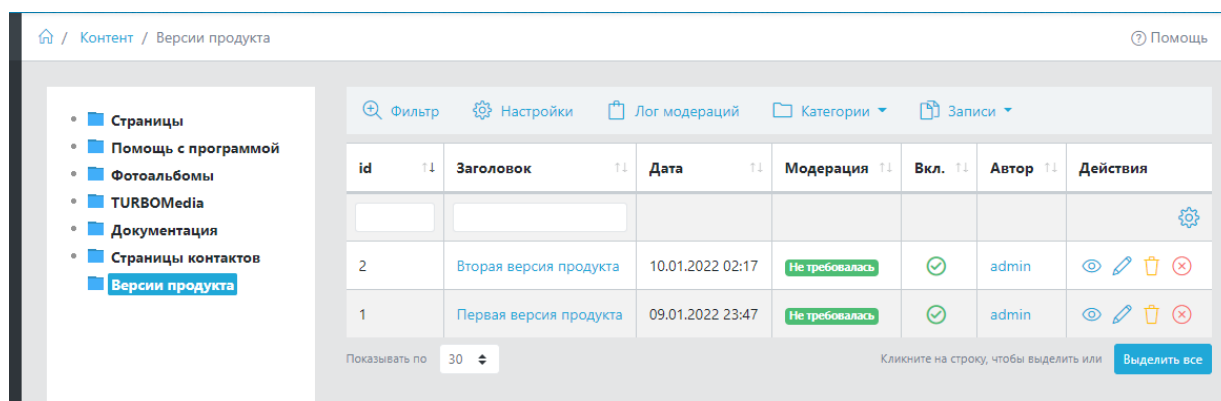 / Контент / Версии продукта
Помощь
Страницы
Помощь с программой
Фотоальбомы
TURBOMedia
Документация
Страницы контактов
Версии продукта
Фильтр Настройки Лог модераций Категории Записи
id Заголовок Дата Модерация Вкл. Автор Действия
2 Вторая версия продукта 10.01.2022 02:17 Не требовалась admin
1 Первая версия продукта 09.01.2022 23:47 Не требовалась admin
Показывать по 30 Кликните на строку, чтобы выделить или Выделить все